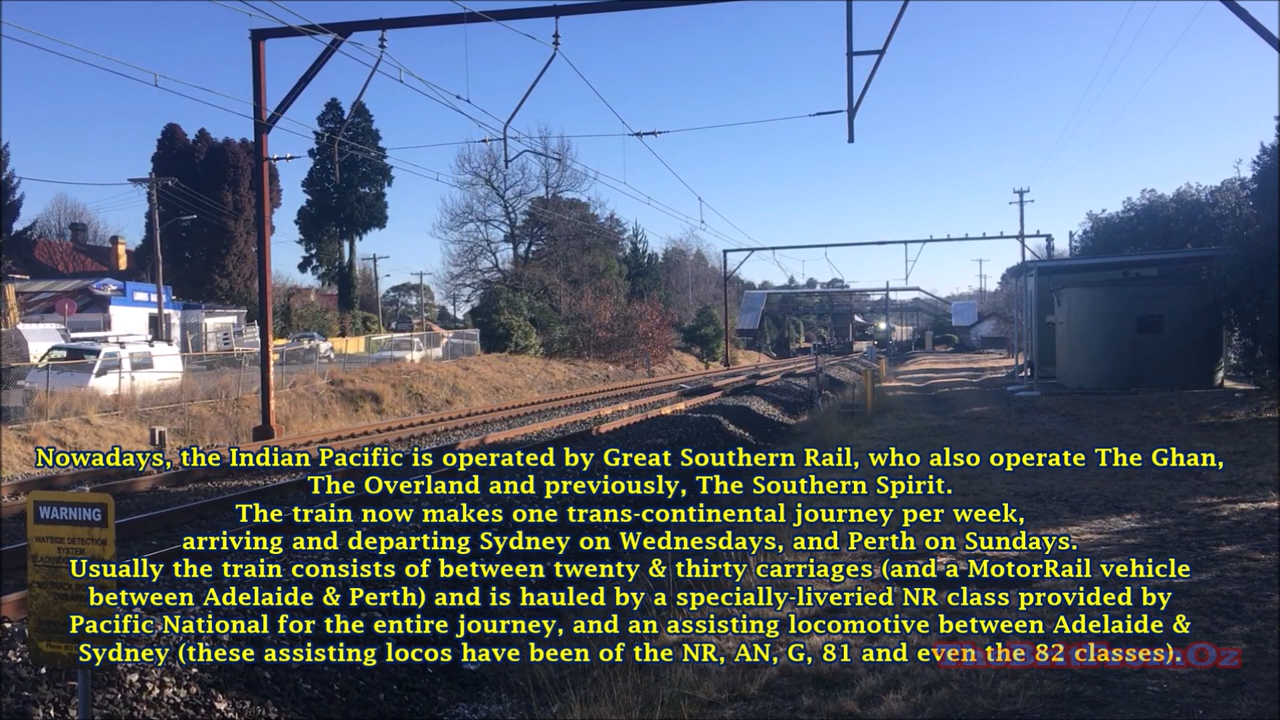 Nowadays, the Indian Pacific is operated by Great Southern Rail, who also operate The Ghan,
The Overland and previously, The Southern Spirit.
The train now makes one trans-continental journey per week,
arriving and departing Sydney on Wednesdays, and Perth on Sundays.
Usually the train consists of between twenty & thirty carriages (and a MotorRail vehicle
between Adelaide & Perth) and is hauled by a specially-liveried NR class provided by
Pacific National for the entire journey, and an assisting locomotive between Adelaide &
Sydney (these assisting locos have been of the NR, AN, G, 81 and even the 82 classes).
WARNING
WAYSIDE DETECTION
SYSTEM